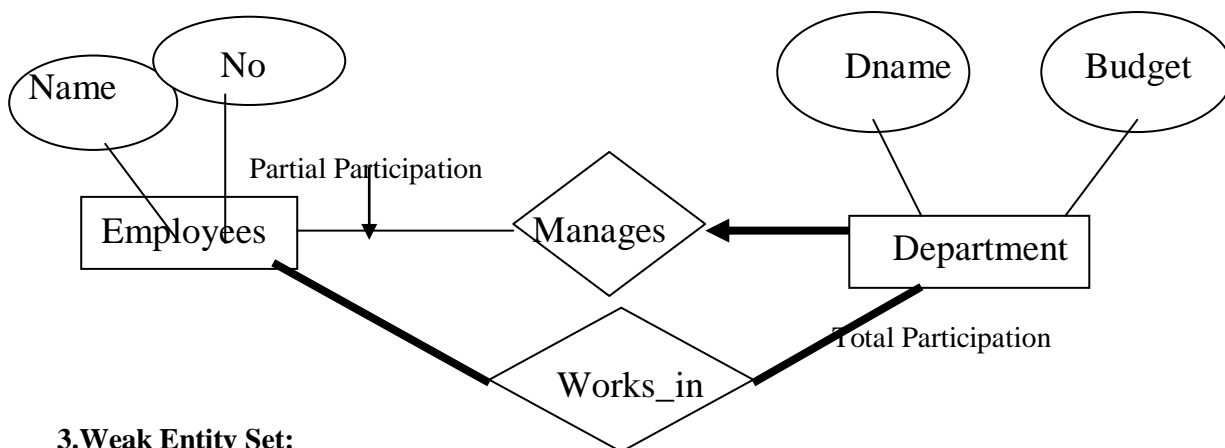 No
Dname
Budget
Name
Partial Participation
Employees
Manages
Department
Total Participation
Works_in
3.Weak Entity Set: